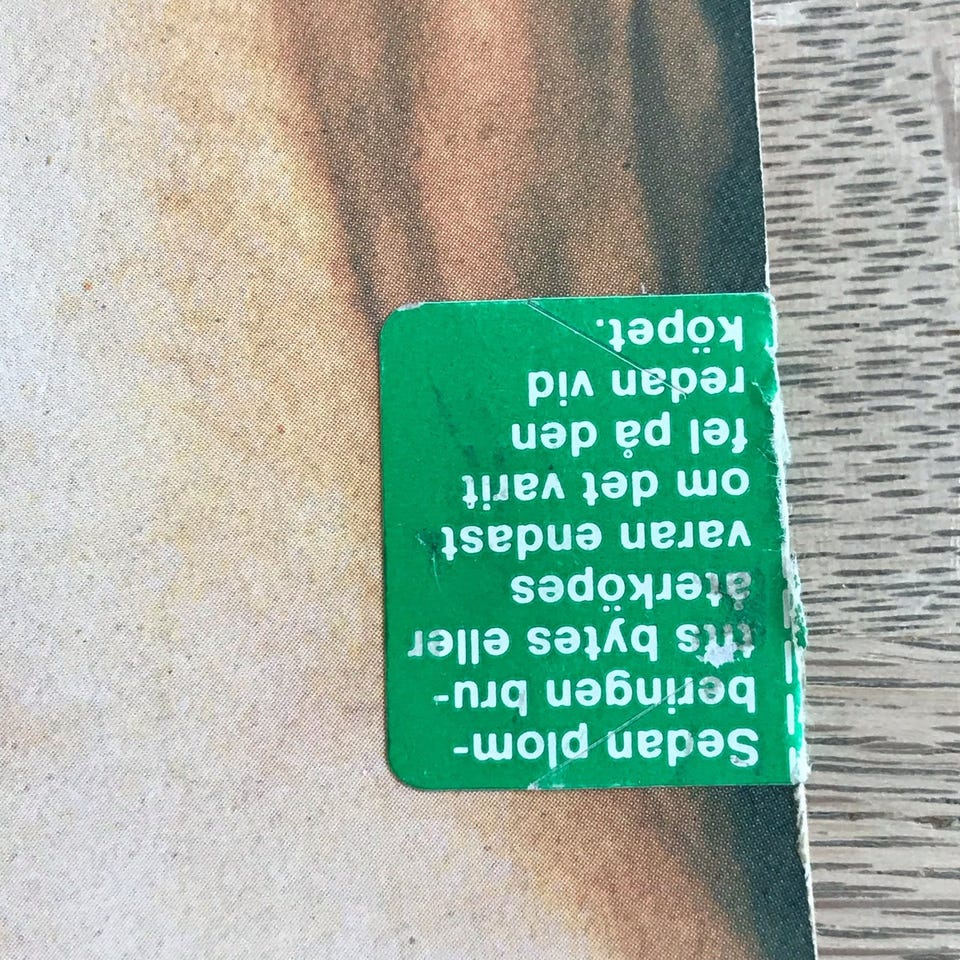 Sedan plom-
beringen bru-
tits bytes eller
återköpes
varan endast
om det varit
fel på den
redan vid
köpet.